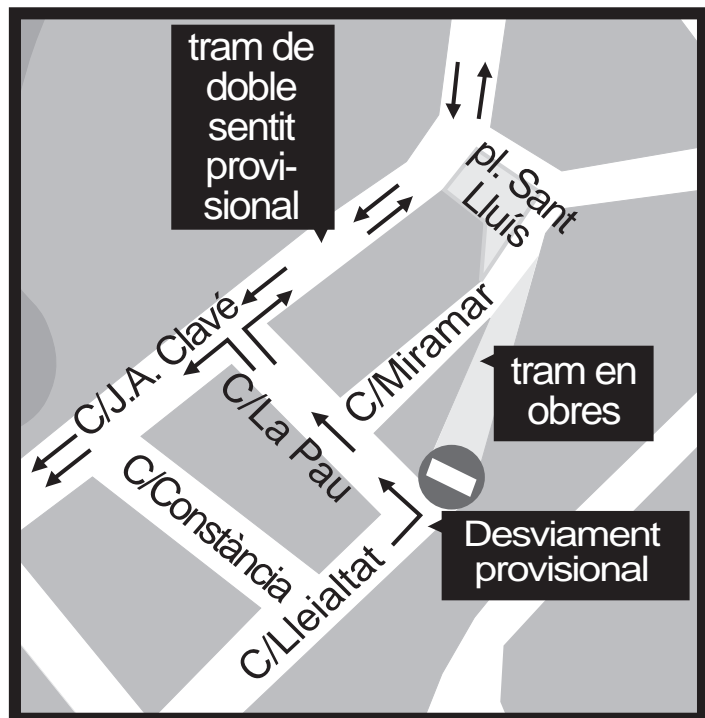 tram de
doble
sentit
provi-
sional
pl. Sant
Lluís
C/J.A. Clavé
C/Miramar
tram en
obres
C/La Pau
C/Constància
Desviament
provisional
C/Lleialtat